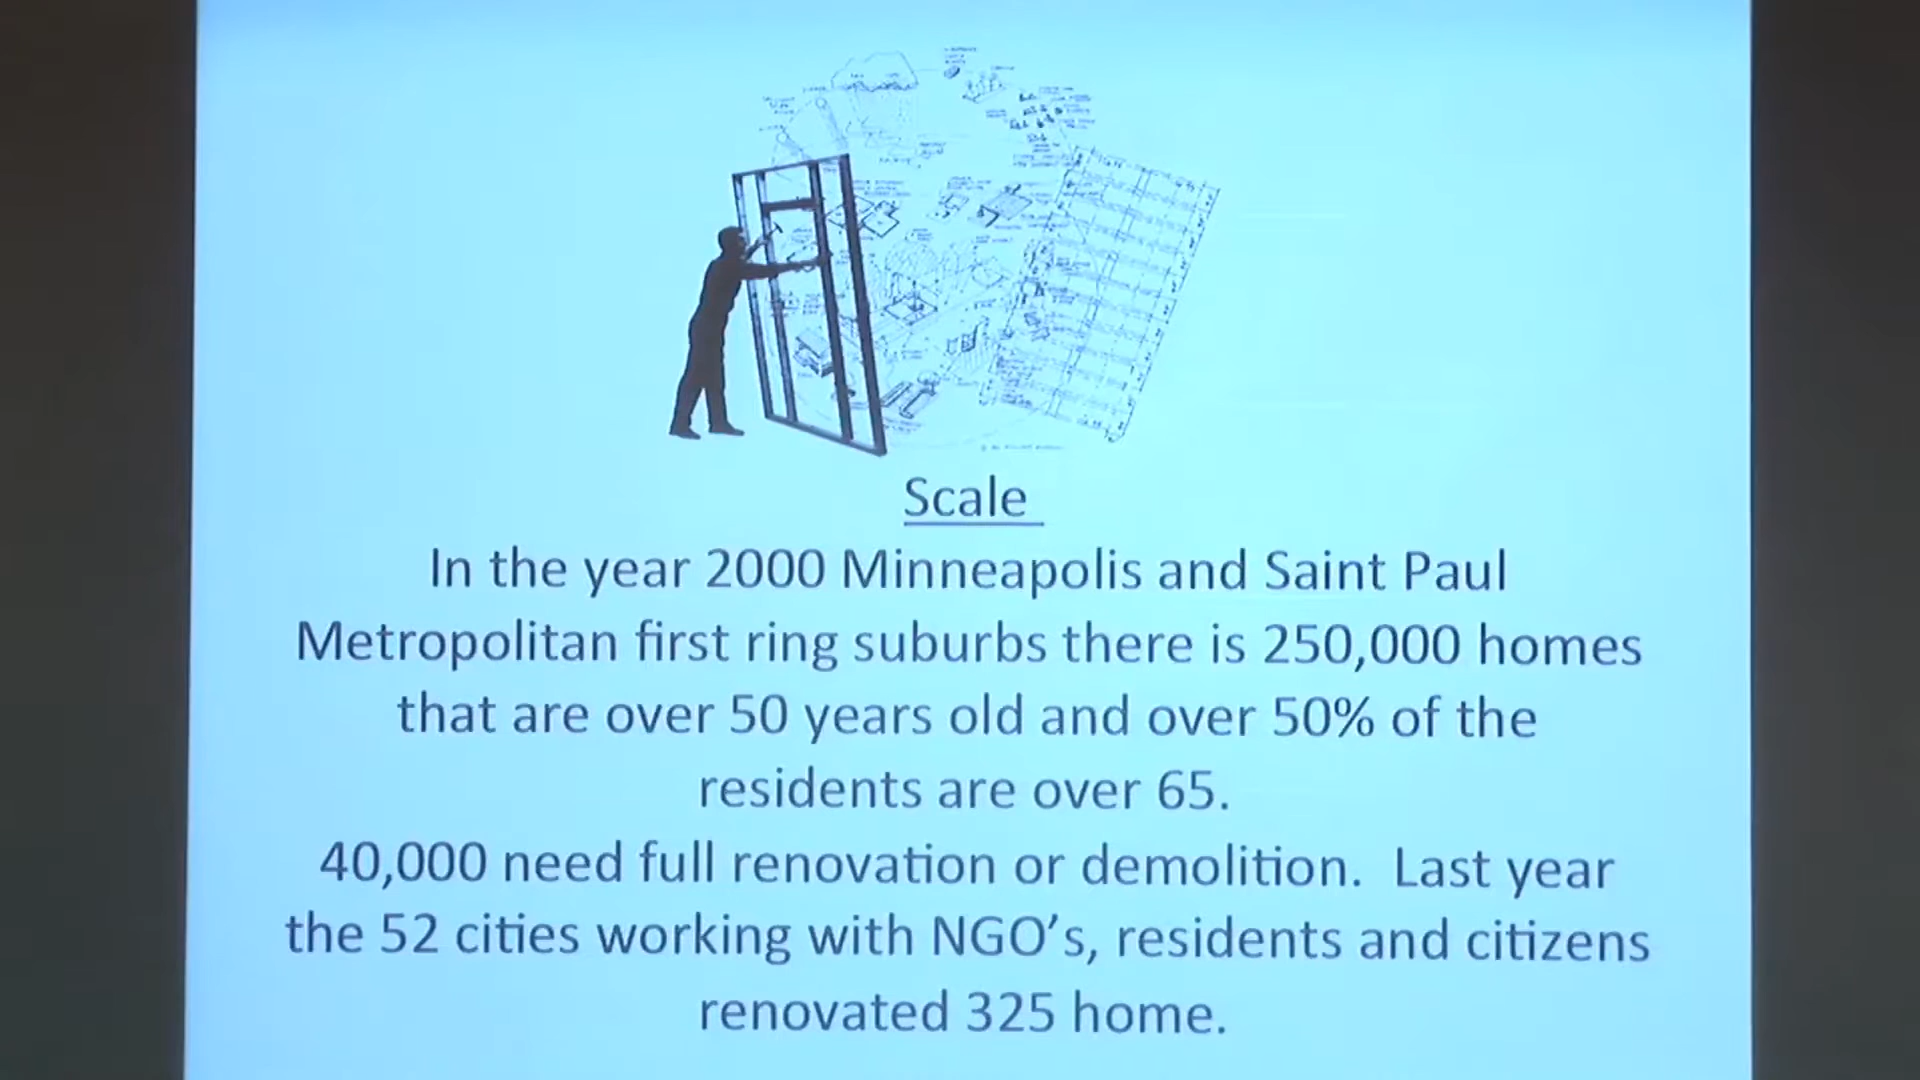 Scale
In the year 2000 Minneapolis and Saint Paul
Metropolitan first ring suburbs there is 250,000 homes
that are over 50 years old and over 50% of the
residents are over 65.
40,000 need full renovation or demolition. Last year
the 52 cities working with NGO’s, residents and citizens
renovated 325 home.